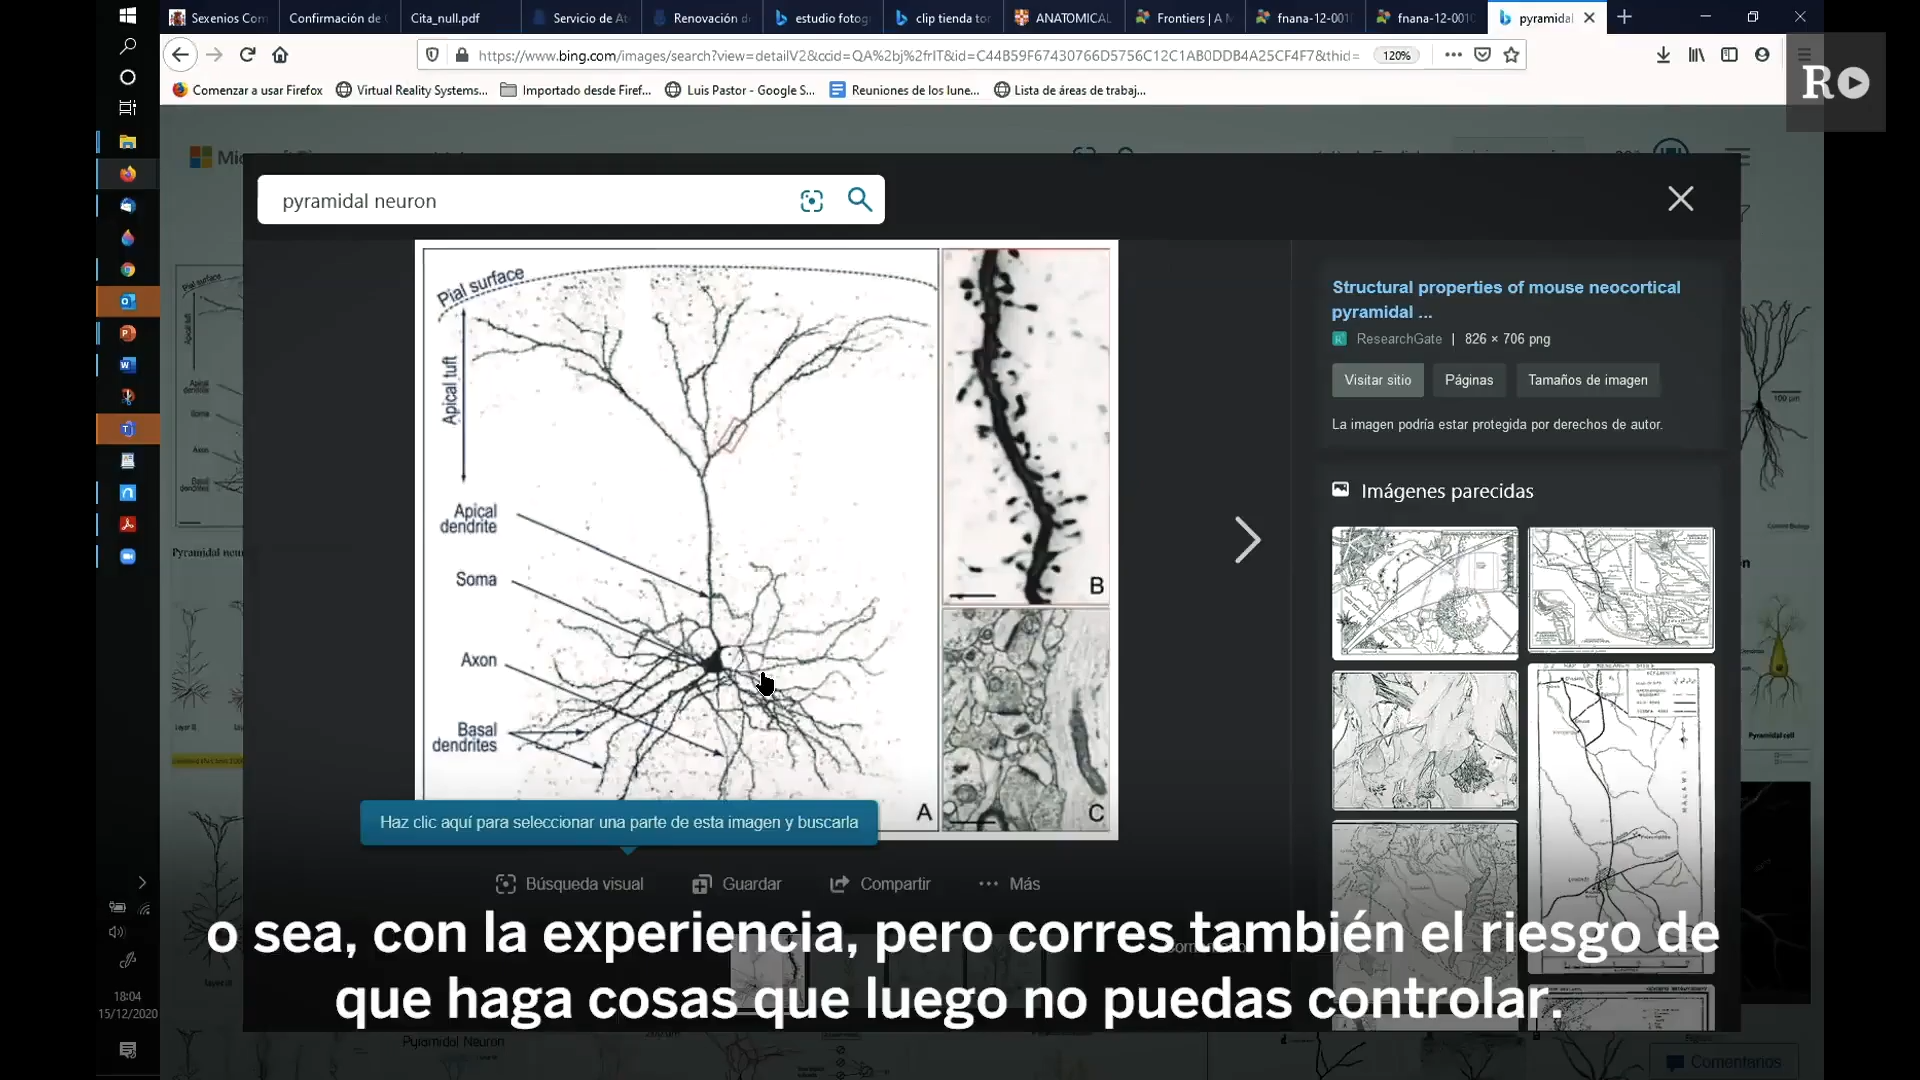 Sexenios Com
Confirmación de
Cita_null.pdf
Servicio de At
Renovación d
estudio fotog
clip tienda tor
ANATOMICAL
Frontiers | A M
fnana-12-001
fnana-12-001
pyramidal
https://www.bing.com/images/search?view=detailV2&ccid=QA%2bj%2frIT&id=C44B59F67430766D5756C12C1AB0DDB4A25CF4F7&thid=
120%
Comenzar a usar Firefox
Virtual Reality Systems...
Importado desde Firef...
Luis Pastor - Google S...
Reuniones de los lune...
Lista de áreas de trabaj...
R
pyramidal neuron
Pial surface
Apical tuft
Apical
dendrite
Soma
Axon
Basal
dendrites
A
B
C
Structural properties of mouse neocortical
pyramidal ...
ResearchGate | 826 × 706 png
Visitar sitio
Páginas
Tamaños de imagen
La imagen podría estar protegida por derechos de autor.
Imágenes parecidas
Haz clic aquí para seleccionar una parte de esta imagen y buscarla
Búsqueda visual
Guardar
Compartir
Más
o sea, con la experiencia, pero corres también el riesgo de
que haga cosas que luego no puedas controlar.
18:04
15/12/2020
Pyramidal Neuron
Pyramidal cell
100 µm
Comentarios